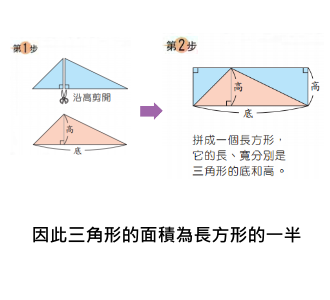 第1步
沿高剪開
高
底
第2步
高
高
底
拼成一個長方形，
它的長、寬分別是
三角形的底和高。
因此三角形的面積為長方形的一半